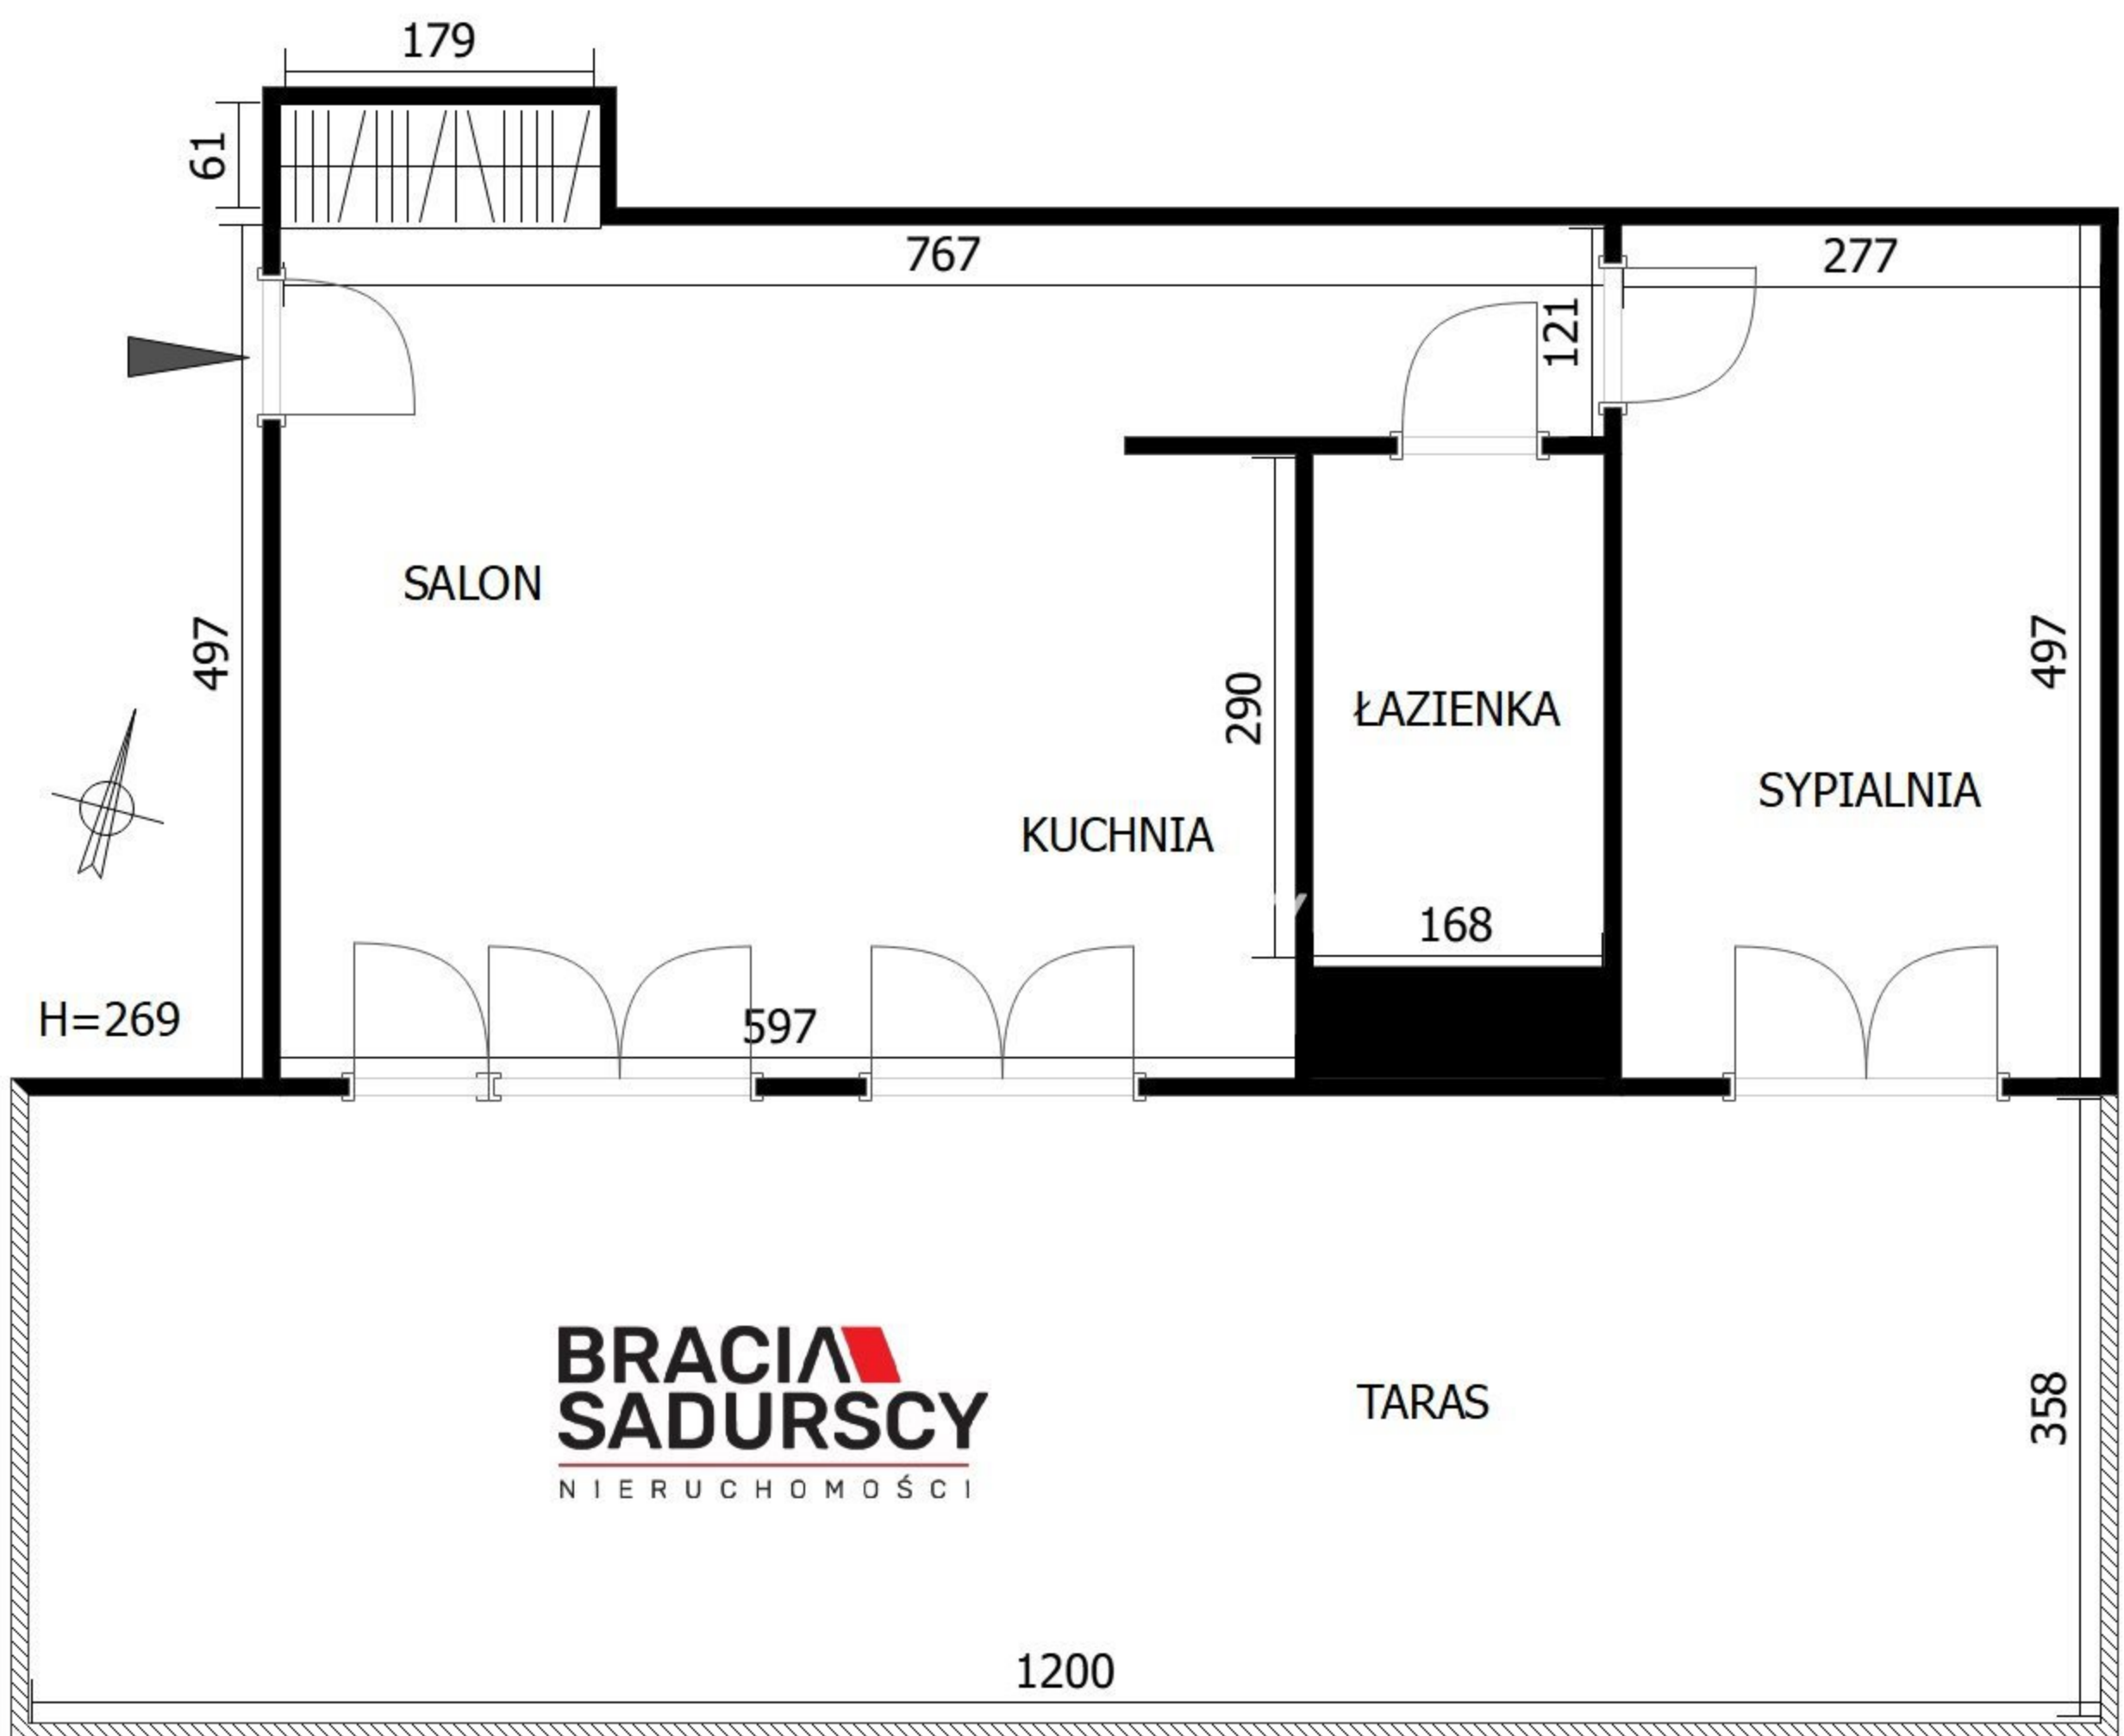 179
61
767
277
121
SALON
497
497
290
ŁAZIENKA
SYPIALNIA
KUCHNIA
168
H=269
597
BRACIA
SADURSCY
NIERUCHOMOŚCI
TARAS
358
1200